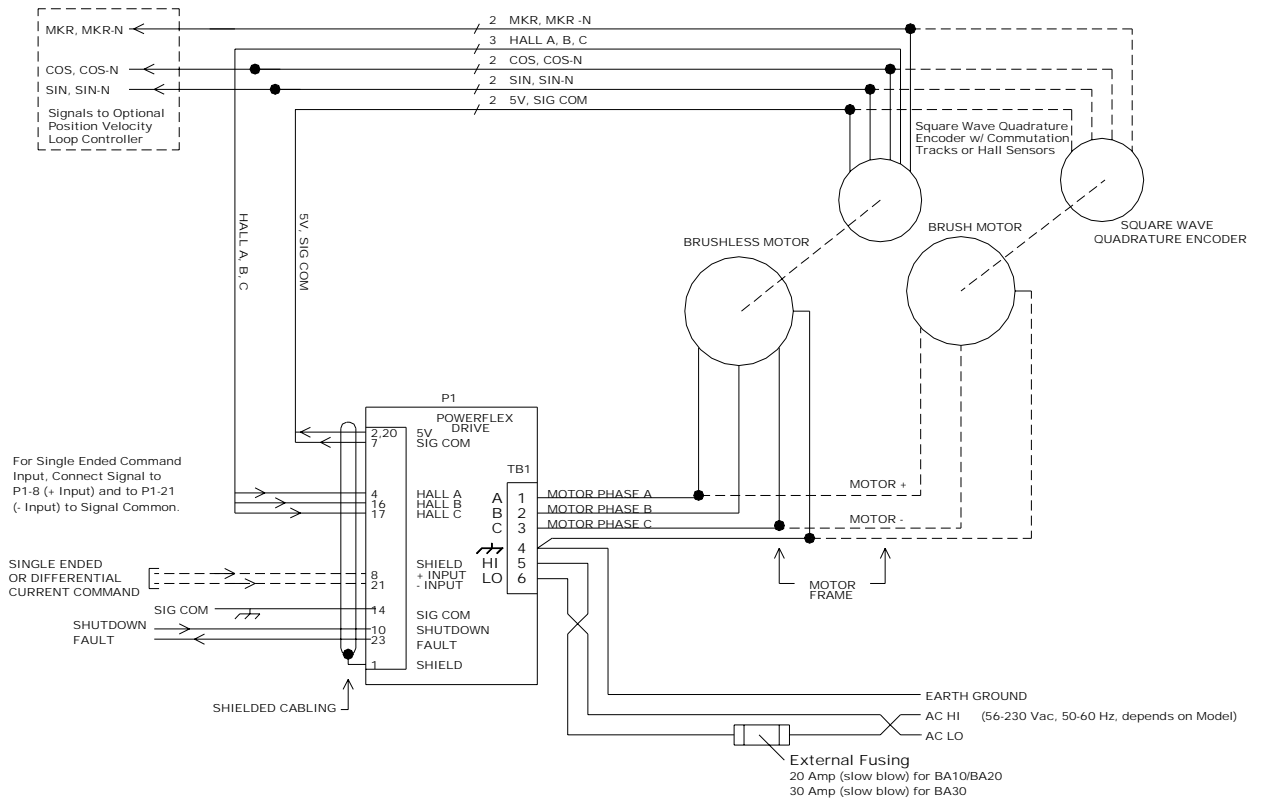 MKR, MKR-N
2 MKR, MKR -N
3 HALL A, B, C
COS, COS-N
2 COS, COS-N
SIN, SIN-N
2 SIN, SIN-N
2 5V, SIG COM
Signals to Optional
Position Velocity
Loop Controller
Square Wave Quadrature
Encoder w/ Commutation
Tracks or Hall Sensors
HALL A, B, C
5V, SIG COM
BRUSHLESS MOTOR
BRUSH MOTOR
SQUARE WAVE
QUADRATURE ENCODER
P1
POWERFLEX
DRIVE
2,20 5V
7 SIG COM
For Single Ended Command
Input, Connect Signal to
P1-8 (+ Input) and to P1-21
(- Input) to Signal Common.
TB1
4 HALL A
16 HALL B
17 HALL C
A 1 MOTOR PHASE A
B 2 MOTOR PHASE B
C 3 MOTOR PHASE C
4
HI 5
LO 6
MOTOR +
MOTOR -
MOTOR
FRAME
SINGLE ENDED
OR DIFFERENTIAL
CURRENT COMMAND
SHIELD
8 + INPUT
21 - INPUT
SIG COM
14
SIG COM
SHUTDOWN
10 SHUTDOWN
FAULT
23
FAULT
1 SHIELD
SHIELDED CABLING
EARTH GROUND
AC HI (56-230 Vac, 50-60 Hz, depends on Model)
AC LO
External Fusing
20 Amp (slow blow) for BA10/BA20
30 Amp (slow blow) for BA30